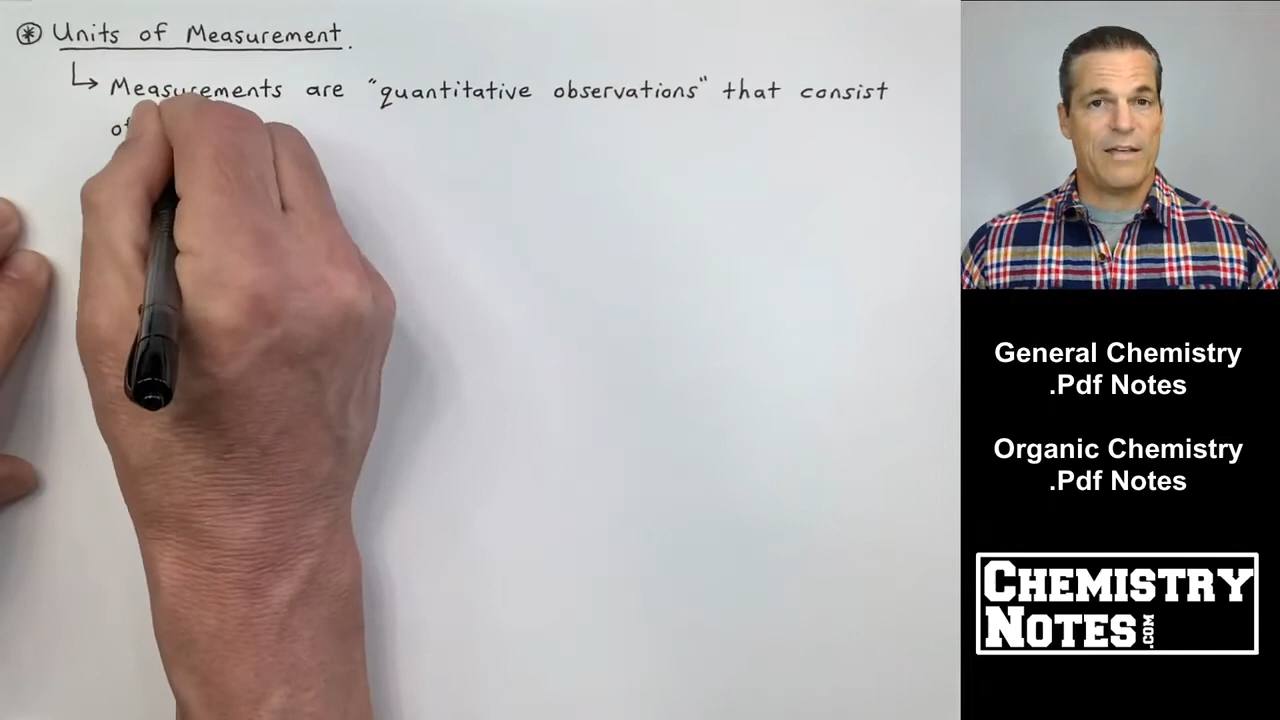 ⊛ Units of Measurement.
↳ Measurements are "quantitative observations" that consist
of
General Chemistry
.Pdf Notes
Organic Chemistry
.Pdf Notes
CHEMISTRY
NOTES.COM